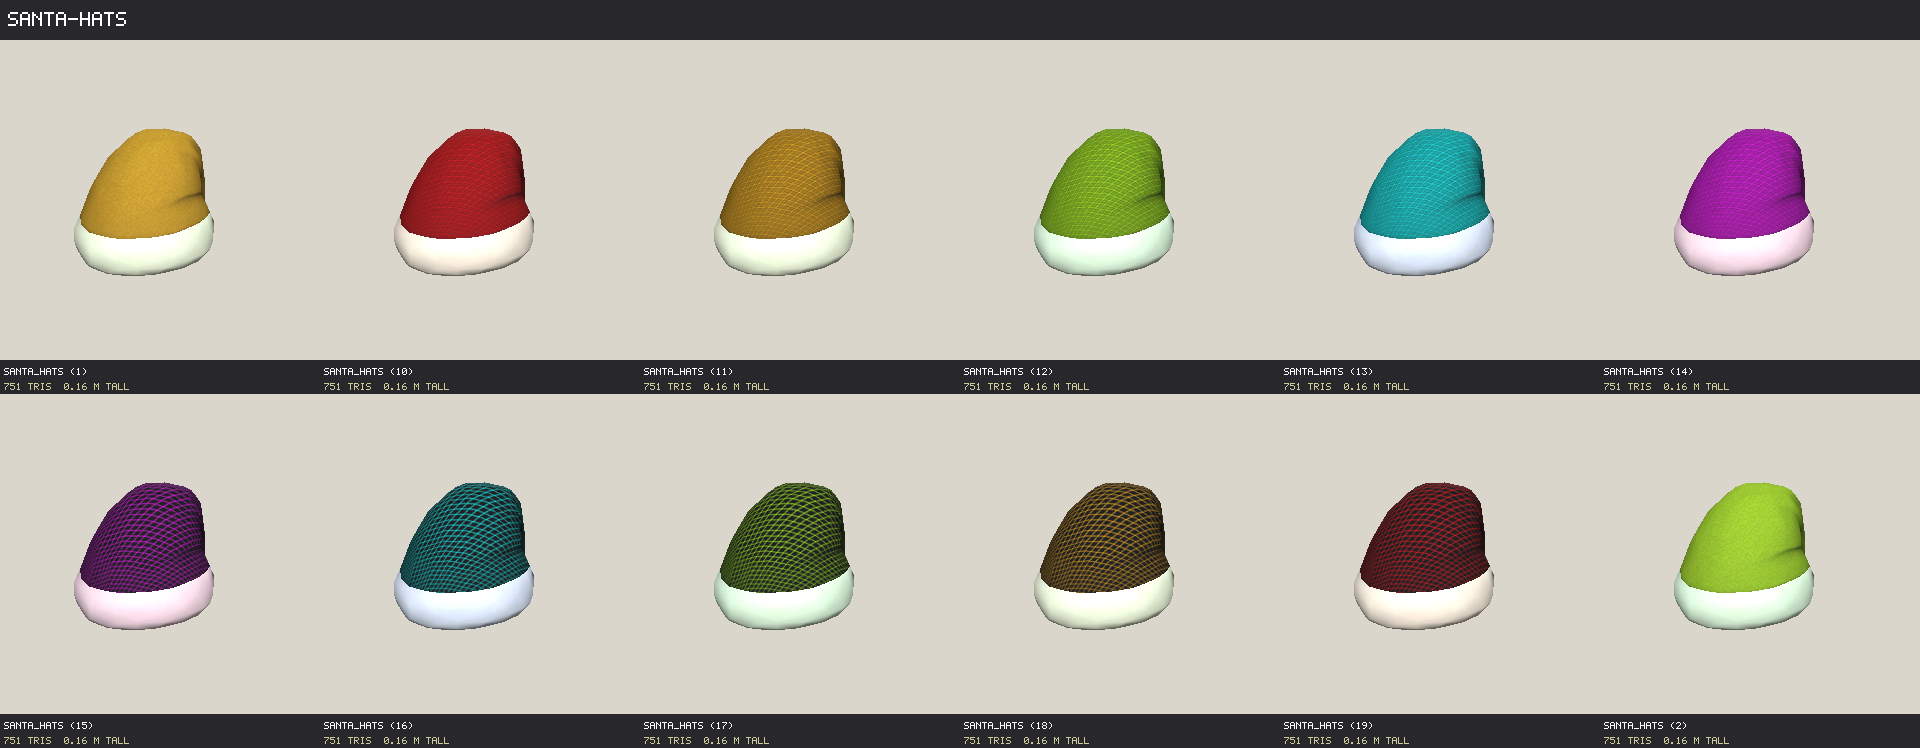 SANTA-HATS
SANTA_HATS (1)
751 TRIS 0.16 M TALL
SANTA_HATS (10)
751 TRIS 0.16 M TALL
SANTA_HATS (11)
751 TRIS 0.16 M TALL
SANTA_HATS (12)
751 TRIS 0.16 M TALL
SANTA_HATS (13)
751 TRIS 0.16 M TALL
SANTA_HATS (14)
751 TRIS 0.16 M TALL
SANTA_HATS (15)
751 TRIS 0.16 M TALL
SANTA_HATS (16)
751 TRIS 0.16 M TALL
SANTA_HATS (17)
751 TRIS 0.16 M TALL
SANTA_HATS (18)
751 TRIS 0.16 M TALL
SANTA_HATS (19)
751 TRIS 0.16 M TALL
SANTA_HATS (2)
751 TRIS 0.16 M TALL